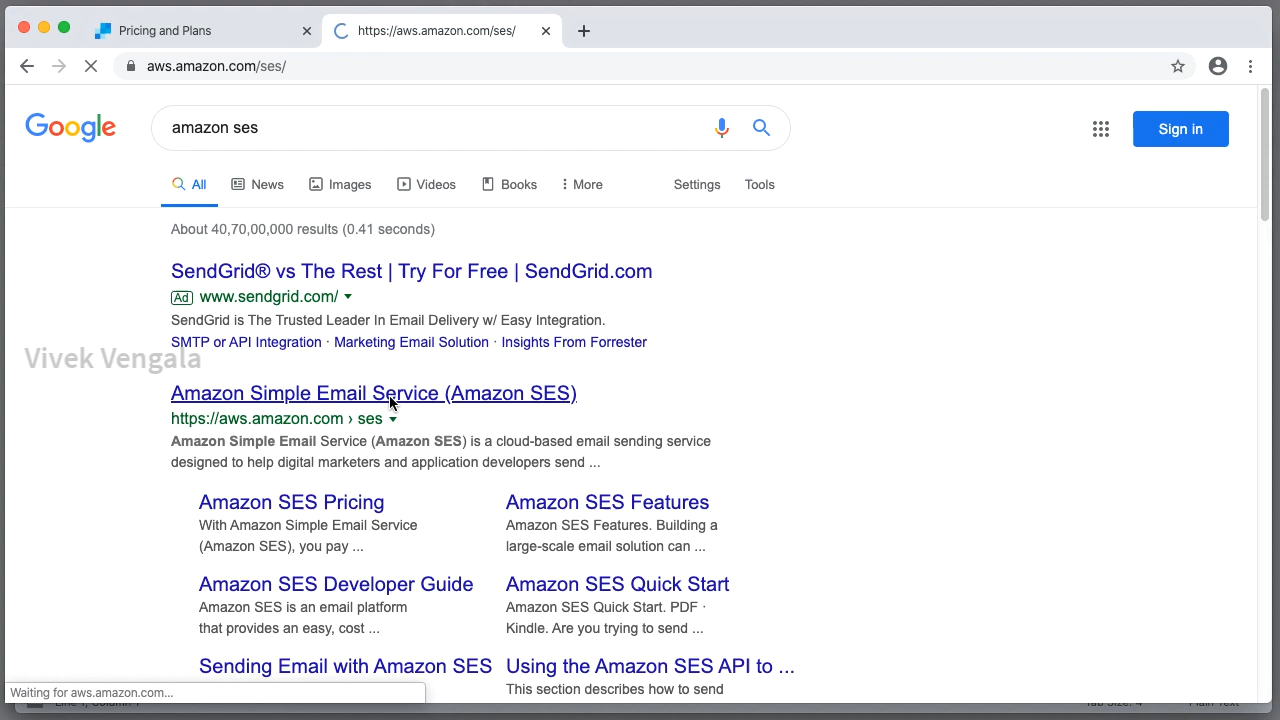 Pricing and Plans
https://aws.amazon.com/ses/
aws.amazon.com/ses/
Google
amazon ses
Sign in
All
News
Images
Videos
Books
More
Settings
Tools
About 40,70,00,000 results (0.41 seconds)
SendGrid® vs The Rest | Try For Free | SendGrid.com
Ad www.sendgrid.com/
SendGrid is The Trusted Leader In Email Delivery w/ Easy Integration.
SMTP or API Integration · Marketing Email Solution · Insights From Forrester
Vivek Vengala
Amazon Simple Email Service (Amazon SES)
https://aws.amazon.com › ses
Amazon Simple Email Service (Amazon SES) is a cloud-based email sending service
designed to help digital marketers and application developers send ...
Amazon SES Pricing
With Amazon Simple Email Service
(Amazon SES), you pay ...
Amazon SES Features
Amazon SES Features. Building a
large-scale email solution can ...
Amazon SES Developer Guide
Amazon SES is an email platform
that provides an easy, cost ...
Amazon SES Quick Start
Amazon SES Quick Start. PDF ·
Kindle. Are you trying to send ...
Sending Email with Amazon SES
Using the Amazon SES API to ...
This section describes how to send
Waiting for aws.amazon.com...
Line 1, Column 1
Tab Size: 4
Plain Text